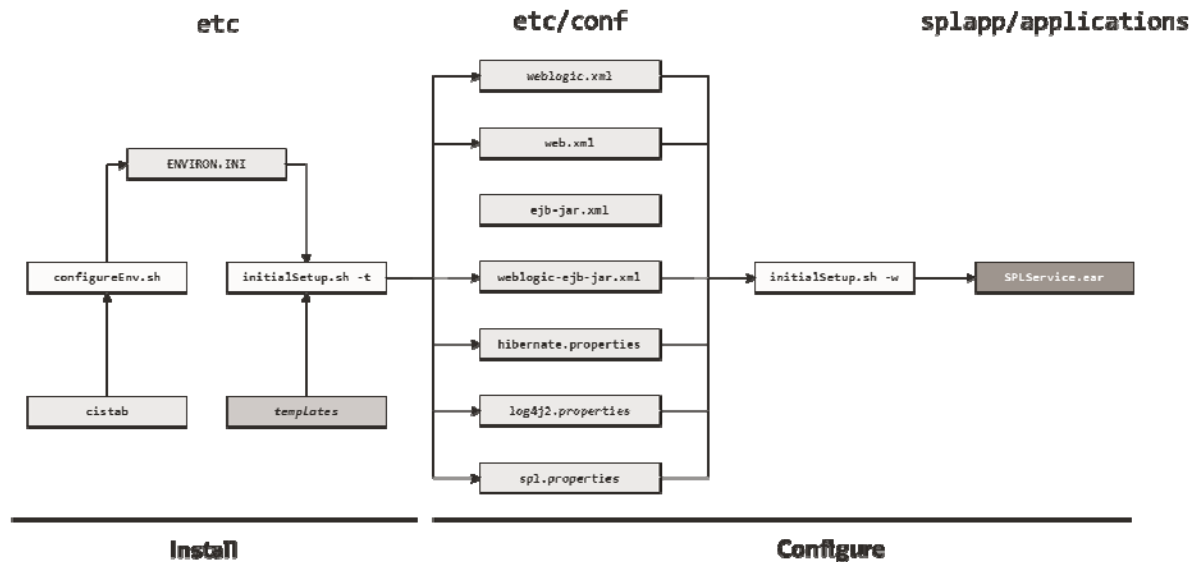 etc
etc/conf
splapp/applications
weblogic.xml
web.xml
ENVIRON.INI
ejb-jar.xml
configureEnv.sh
initialSetup.sh -t
weblogic-ejb-jar.xml
initialSetup.sh -w
SPLService.ear
hibernate.properties
cistab
templates
log4j2.properties
spl.properties
Install
Configure